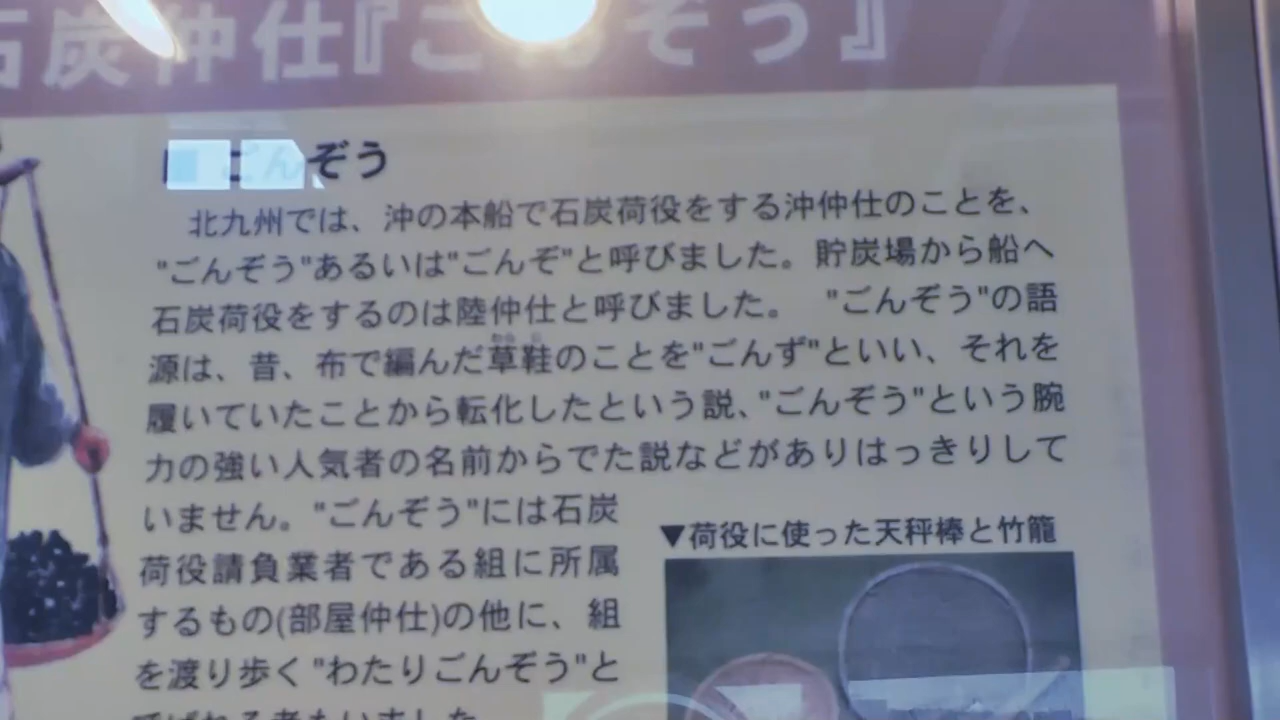 石炭仲仕『ごんぞう』
■ ごんぞう
北九州では、沖の本船で石炭荷役をする沖仲仕のことを、
"ごんぞう"あるいは"ごんぞ"と呼びました。貯炭場から船へ
石炭荷役をするのは陸仲仕と呼びました。 "ごんぞう"の語
源は、昔、布で編んだ草鞋のことを"ごんず"といい、それを
履いていたことから転化したという説、"ごんぞう"という腕
力の強い人気者の名前からでた説などがありはっきりして
いません。"ごんぞう"には石炭
荷役請負業者である組に所属
するもの(部屋仲仕)の他に、組
を渡り歩く"わたりごんぞう"と
▼荷役に使った天秤棒と竹籠